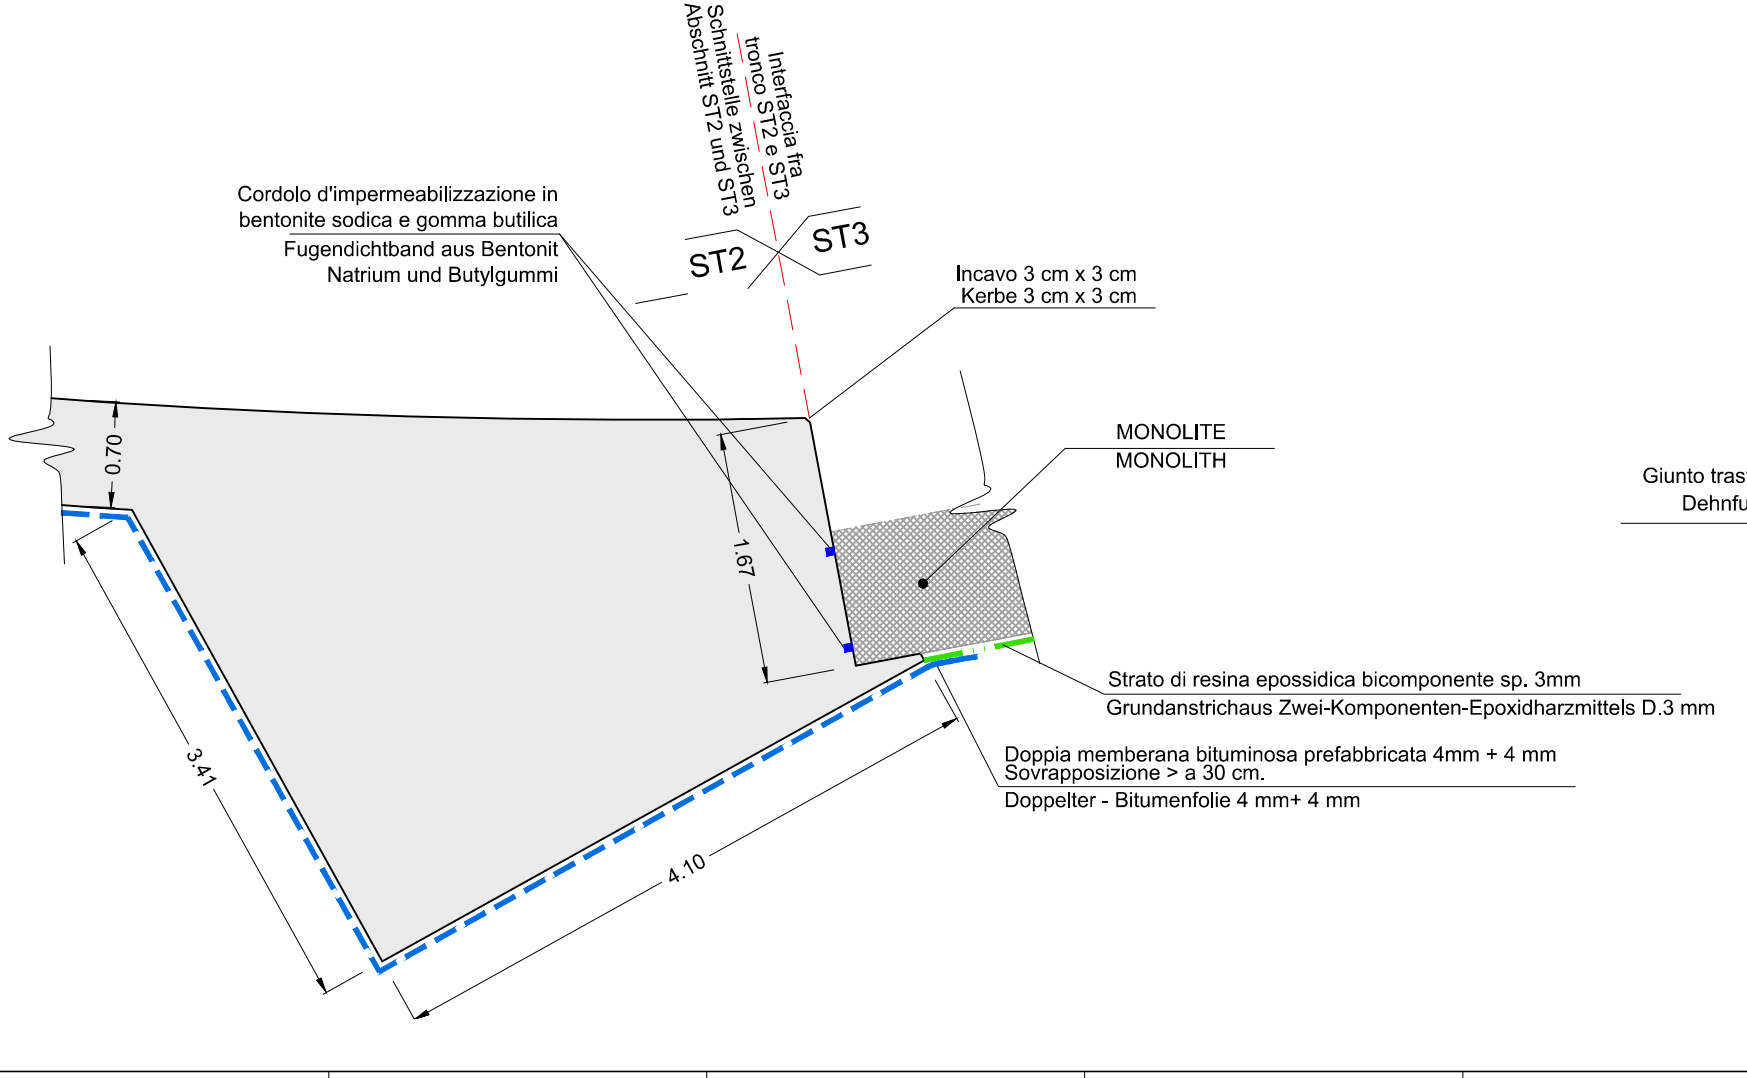 Schnittstelle zwischen
Abschnitt ST2 und ST3
Interfaccia fra
tronco ST2 e ST3
Cordolo d'impermeabilizzazione in
bentonite sodica e gomma butilica
Fugendichtband aus Bentonit
Natrium und Butylgummi
ST2
ST3
Incavo 3 cm x 3 cm
Kerbe 3 cm x 3 cm
0.70
MONOLITE
MONOLITH
Giunto tras
Dehnfu
1.67
Strato di resina epossidica bicomponente sp. 3mm
Grundanstrichaus Zwei-Komponenten-Epoxidharzmittels D.3 mm
3.41
Doppia memberana bituminosa prefabbricata 4mm + 4 mm
Sovrapposizione > a 30 cm.
Doppelter - Bitumenfolie 4 mm+ 4 mm
4.10